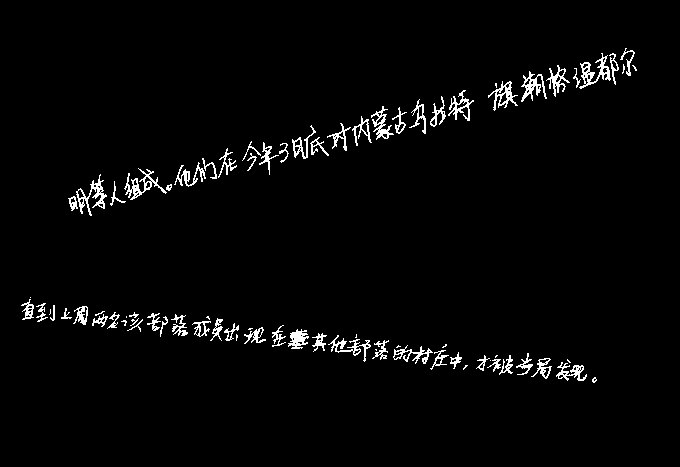 明等人组成。他们在今年3月底对内蒙古乌拉特 旗潮格温都尔
直到上周两名该部落成员出现在其他部落的村庄中,才被当局发现。